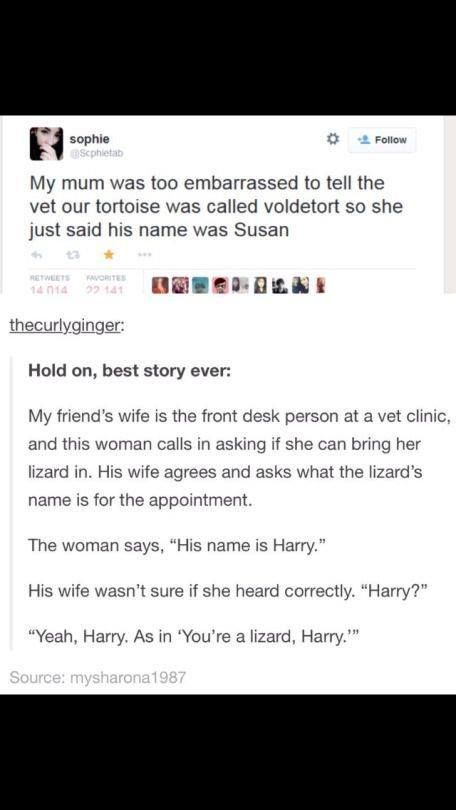 sophie
@Scphietab
Follow
My mum was too embarrassed to tell the
vet our tortoise was called voldetort so she
just said his name was Susan
RETWEETS FAVORITES
14 014 22 141
thecurlyginger:
Hold on, best story ever:
My friend’s wife is the front desk person at a vet clinic,
and this woman calls in asking if she can bring her
lizard in. His wife agrees and asks what the lizard’s
name is for the appointment.
The woman says, “His name is Harry.”
His wife wasn’t sure if she heard correctly. “Harry?”
“Yeah, Harry. As in ‘You’re a lizard, Harry.’”
Source: mysharona1987